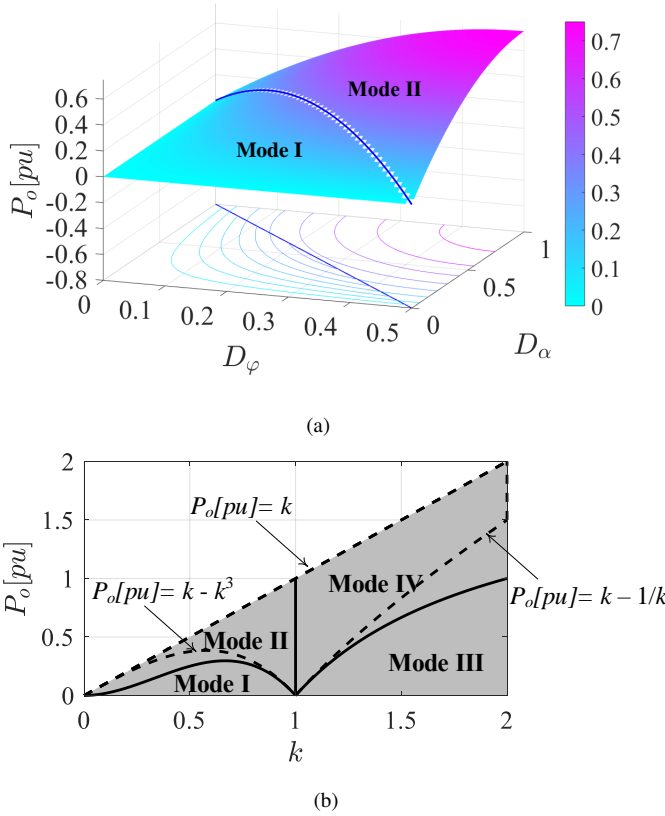 0.6
0.4
0.2
0
-0.2
-0.4
-0.6
-0.8
P_o[pu]
0
0.1
0.2
0.3
0.4
0.5
D_φ
0
0.5
1
D_α
Mode I
Mode II
0.7
0.6
0.5
0.4
0.3
0.2
0.1
0
(a)
2
1.5
1
0.5
0
P_o[pu]
P_o[pu]= k
P_o[pu]= k - k³
P_o[pu]= k – 1/k
Mode IV
Mode II
Mode III
Mode I
0
0.5
1
1.5
2
k
(b)